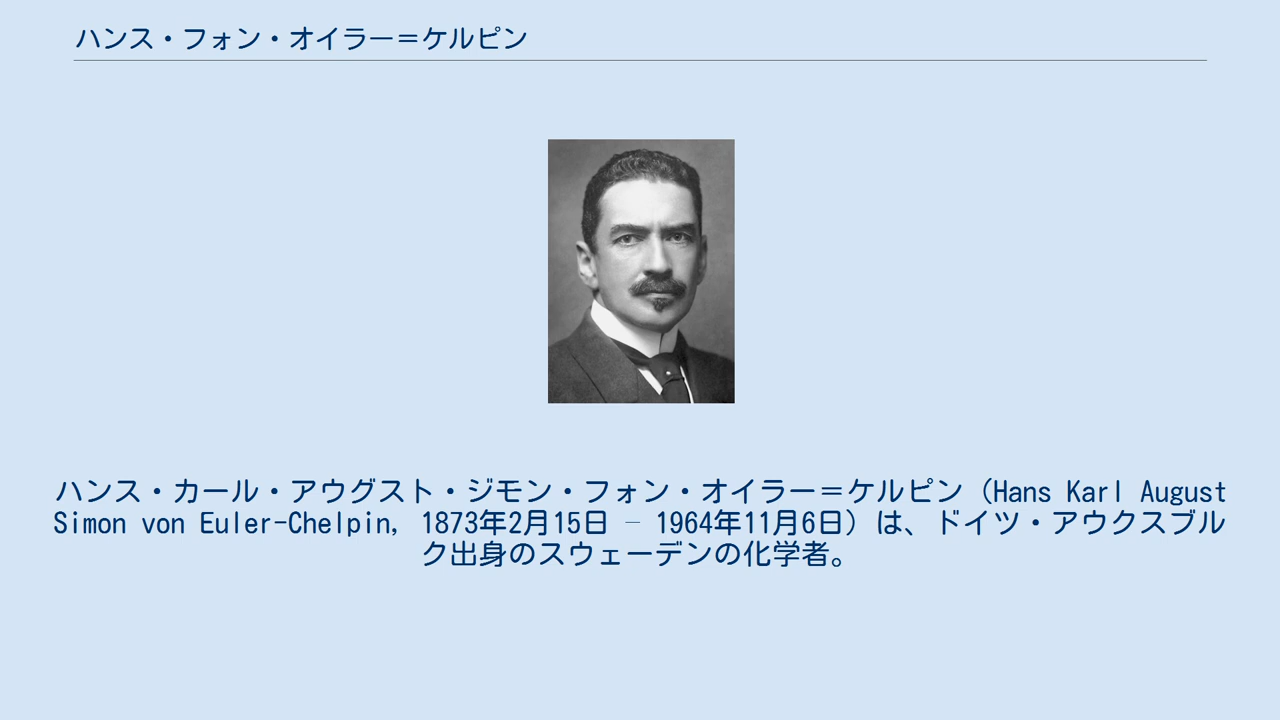 ハンス・フォン・オイラー＝ケルピン
ハンス・カール・アウグスト・ジモン・フォン・オイラー＝ケルピン（Hans Karl August
Simon von Euler-Chelpin, 1873年2月15日 – 1964年11月6日）は、ドイツ・アウクスブル
ク出身のスウェーデンの化学者。